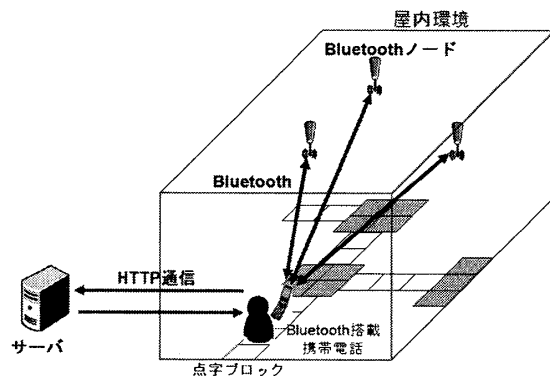 屋内環境
Bluetoothノード
Bluetooth
HTTP通信
サーバ
Bluetooth搭載
携帯電話
点字ブロック